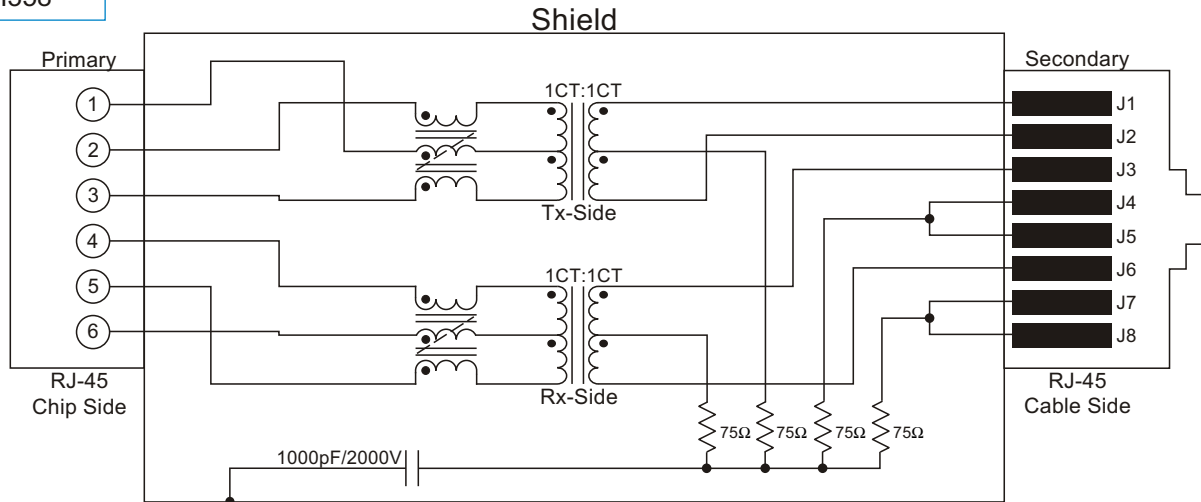 Shield
Primary
Secondary
1
2
3
4
5
6
1CT:1CT
Tx-Side
1CT:1CT
Rx-Side
J1
J2
J3
J4
J5
J6
J7
J8
RJ-45
Chip Side
RJ-45
Cable Side
75Ω
75Ω
75Ω
75Ω
1000pF/2000V